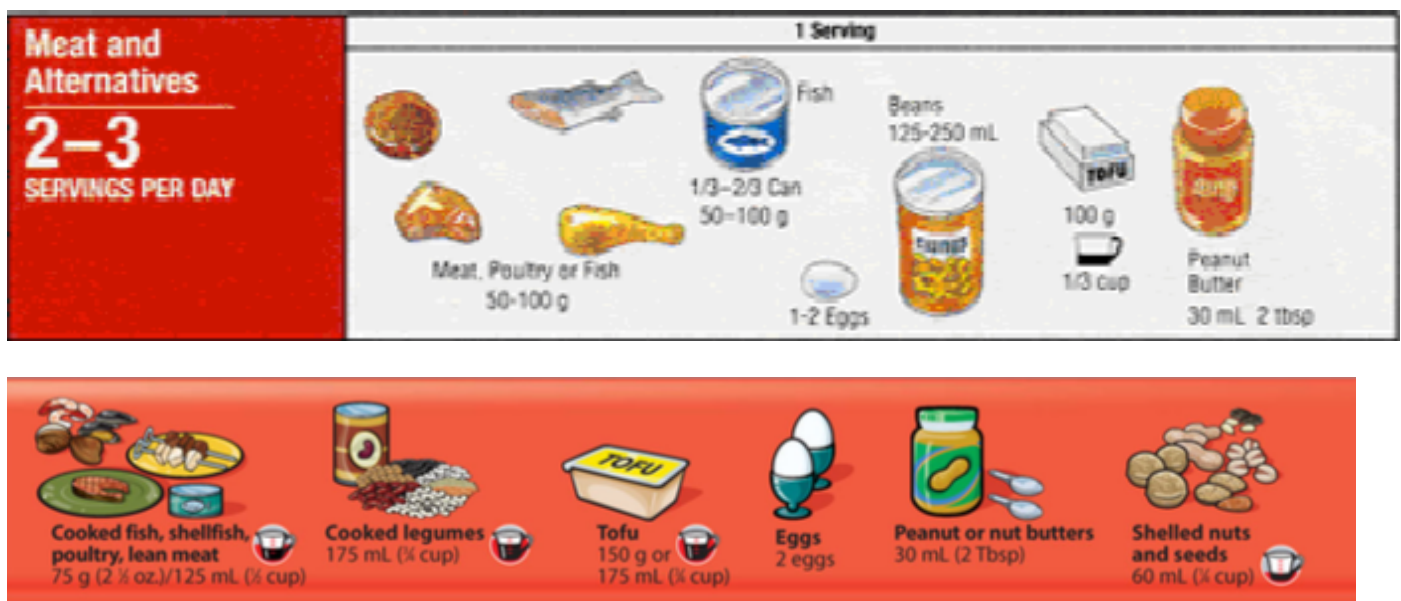 Meat and
Alternatives
2–3
SERVINGS PER DAY
1 Serving
Meat, Poultry or Fish
50-100 g
Fish
1/3–2/3 Can
50-100 g
1-2 Eggs
Beans
125-250 mL
TOFU
100 g
1/3 cup
Peanut
Butter
30 mL 2 tbsp
Cooked fish, shellfish,
poultry, lean meat
75 g (2 ½ oz.)/125 mL (½ cup)
Cooked legumes
175 mL (¾ cup)
TOFU
Tofu
150 g or
175 mL (¾ cup)
Eggs
2 eggs
Peanut or nut butters
30 mL (2 Tbsp)
Shelled nuts
and seeds
60 mL (¼ cup)